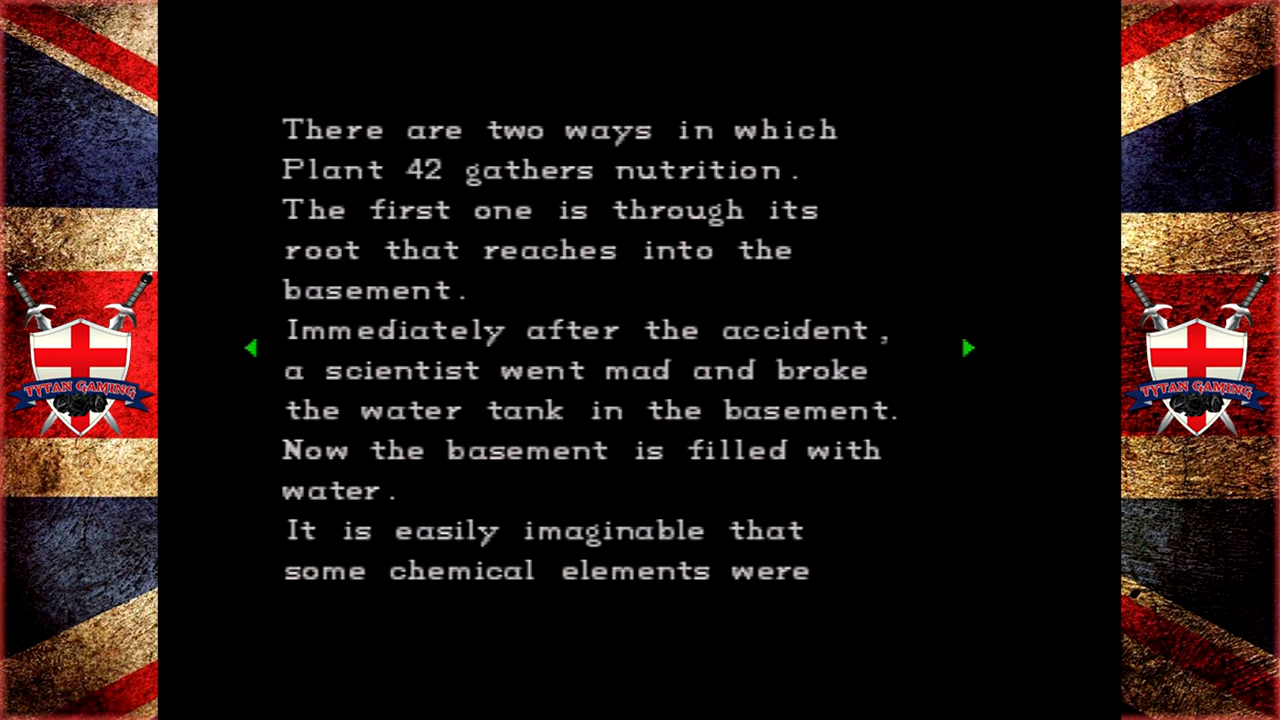 There are two ways in which
Plant 42 gathers nutrition.
The first one is through its
root that reaches into the
basement.
Immediately after the accident,
a scientist went mad and broke
the water tank in the basement.
Now the basement is filled with
water.
It is easily imaginable that
some chemical elements were
TYTAN GAMING
TYTAN GAMING